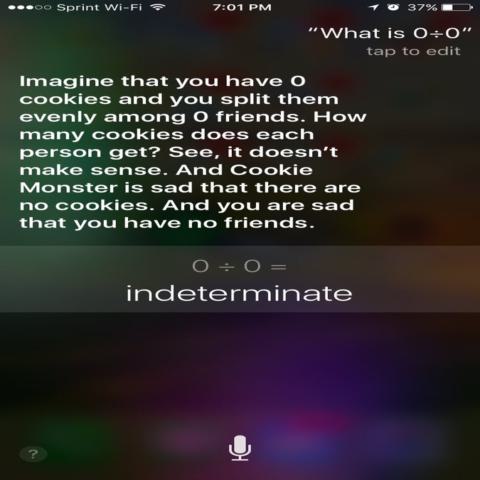 ●●●○○ Sprint Wi-Fi 7:01 PM 37%
“What is 0÷0”
tap to edit
Imagine that you have 0
cookies and you split them
evenly among 0 friends. How
many cookies does each
person get? See, it doesn’t
make sense. And Cookie
Monster is sad that there are
no cookies. And you are sad
that you have no friends.
0 ÷ 0 =
indeterminate
?